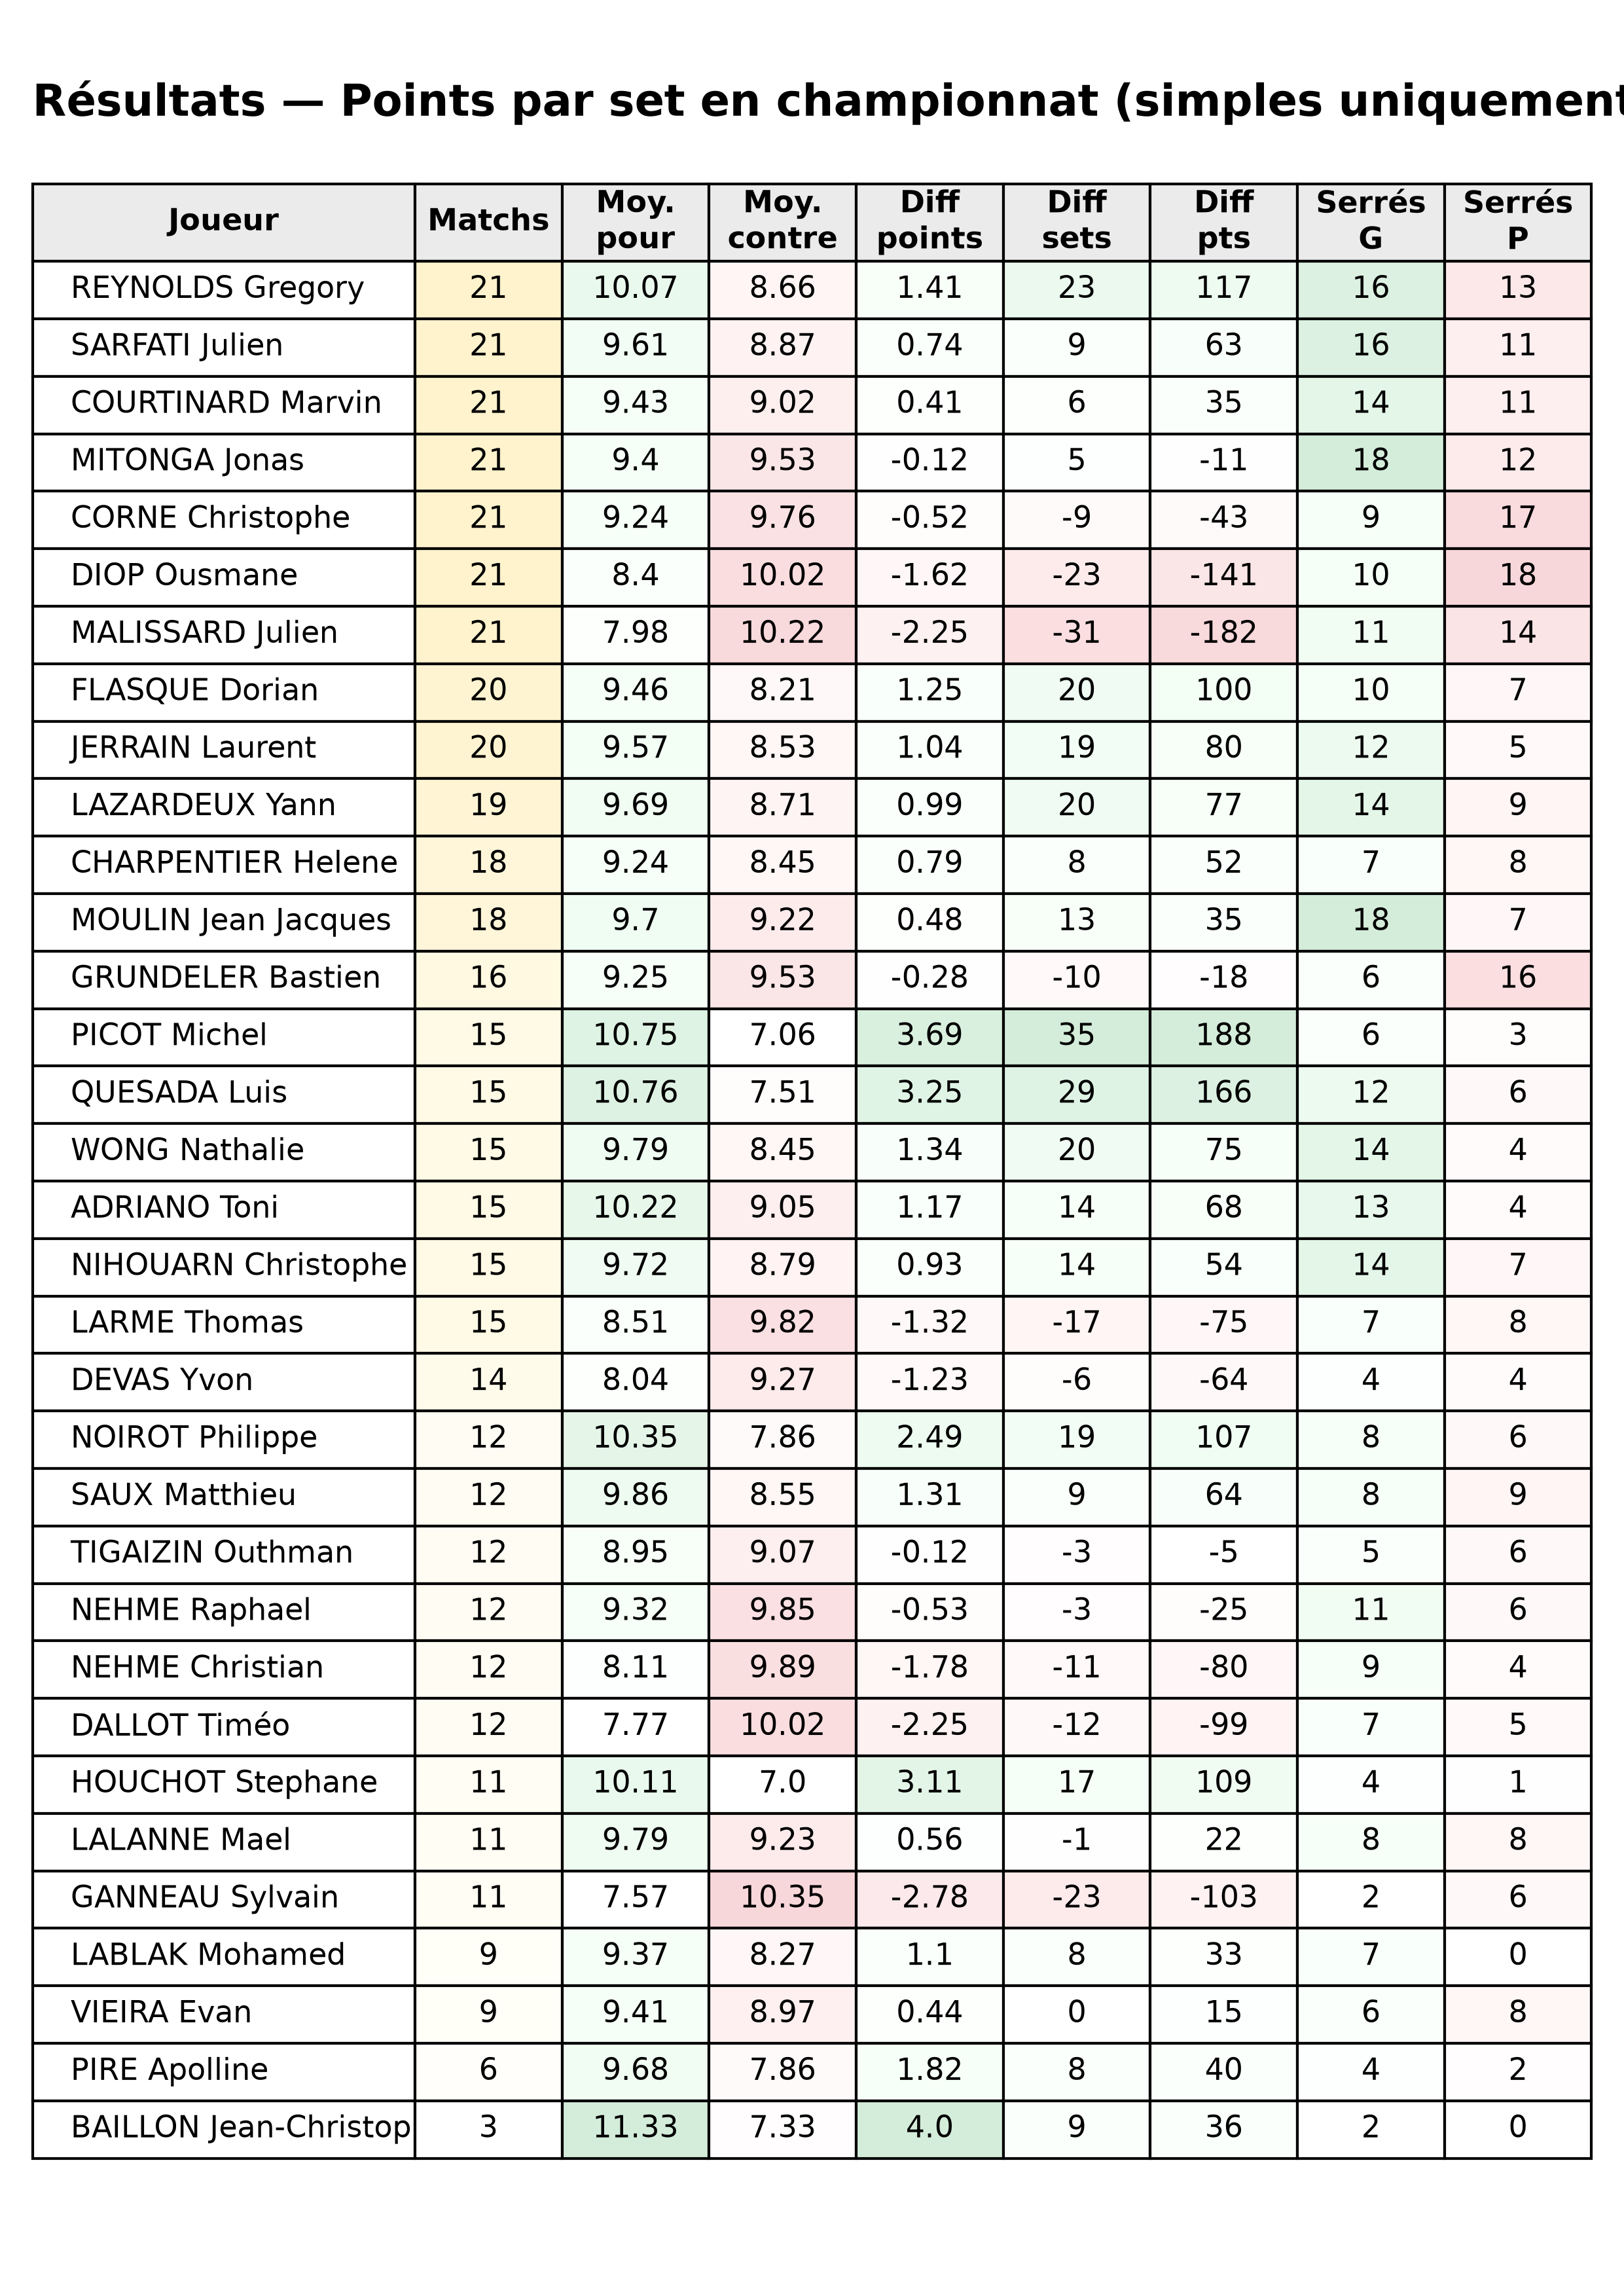 Résultats — Points par set en championnat (simples uniquement
Joueur Matchs Moy. pour Moy. contre Diff points Diff sets Diff pts Serrés G Serrés P
REYNOLDS Gregory 21 10.07 8.66 1.41 23 117 16 13
SARFATI Julien 21 9.61 8.87 0.74 9 63 16 11
COURTINARD Marvin 21 9.43 9.02 0.41 6 35 14 11
MITONGA Jonas 21 9.4 9.53 -0.12 5 -11 18 12
CORNE Christophe 21 9.24 9.76 -0.52 -9 -43 9 17
DIOP Ousmane 21 8.4 10.02 -1.62 -23 -141 10 18
MALISSARD Julien 21 7.98 10.22 -2.25 -31 -182 11 14
FLASQUE Dorian 20 9.46 8.21 1.25 20 100 10 7
JERRAIN Laurent 20 9.57 8.53 1.04 19 80 12 5
LAZARDEUX Yann 19 9.69 8.71 0.99 20 77 14 9
CHARPENTIER Helene 18 9.24 8.45 0.79 8 52 7 8
MOULIN Jean Jacques 18 9.7 9.22 0.48 13 35 18 7
GRUNDELER Bastien 16 9.25 9.53 -0.28 -10 -18 6 16
PICOT Michel 15 10.75 7.06 3.69 35 188 6 3
QUESADA Luis 15 10.76 7.51 3.25 29 166 12 6
WONG Nathalie 15 9.79 8.45 1.34 20 75 14 4
ADRIANO Toni 15 10.22 9.05 1.17 14 68 13 4
NIHOUARN Christophe 15 9.72 8.79 0.93 14 54 14 7
LARME Thomas 15 8.51 9.82 -1.32 -17 -75 7 8
DEVAS Yvon 14 8.04 9.27 -1.23 -6 -64 4 4
NOIROT Philippe 12 10.35 7.86 2.49 19 107 8 6
SAUX Matthieu 12 9.86 8.55 1.31 9 64 8 9
TIGAIZIN Outhman 12 8.95 9.07 -0.12 -3 -5 5 6
NEHME Raphael 12 9.32 9.85 -0.53 -3 -25 11 6
NEHME Christian 12 8.11 9.89 -1.78 -11 -80 9 4
DALLOT Timéo 12 7.77 10.02 -2.25 -12 -99 7 5
HOUCHOT Stephane 11 10.11 7.0 3.11 17 109 4 1
LALANNE Mael 11 9.79 9.23 0.56 -1 22 8 8
GANNEAU Sylvain 11 7.57 10.35 -2.78 -23 -103 2 6
LABLAK Mohamed 9 9.37 8.27 1.1 8 33 7 0
VIEIRA Evan 9 9.41 8.97 0.44 0 15 6 8
PIRE Apolline 6 9.68 7.86 1.82 8 40 4 2
BAILLON Jean-Christop 3 11.33 7.33 4.0 9 36 2 0